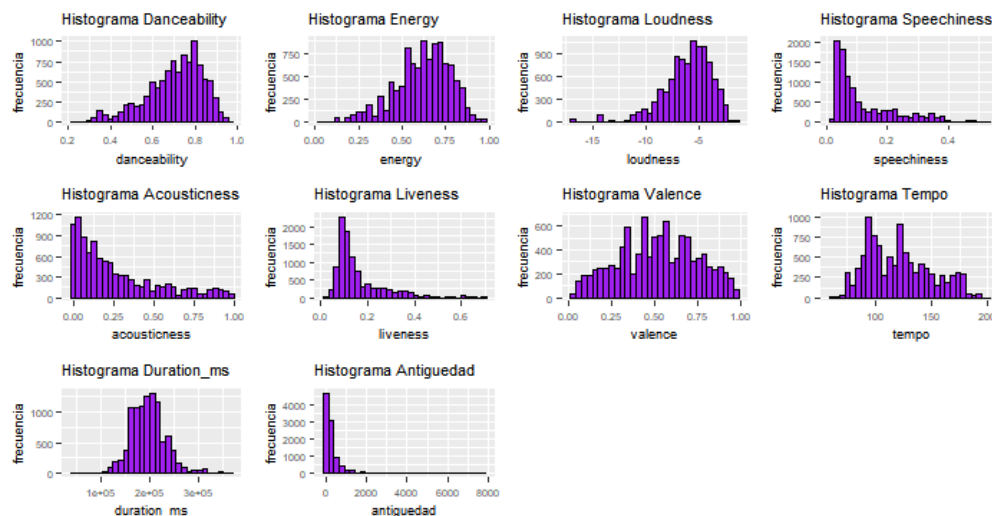 Histograma Danceability
frecuencia
1000
750
500
250
0
0.2 0.4 0.6 0.8 1.0
danceability
Histograma Energy
frecuencia
750
500
250
0
0.00 0.25 0.50 0.75 1.00
energy
Histograma Loudness
frecuencia
900
600
300
0
-15 -10 -5
loudness
Histograma Speechiness
frecuencia
2000
1500
1000
500
0
0.0 0.2 0.4
speechiness
Histograma Acousticness
frecuencia
1200
900
600
300
0
0.00 0.25 0.50 0.75 1.00
acousticness
Histograma Liveness
frecuencia
2000
1500
1000
500
0
0.0 0.2 0.4 0.6
liveness
Histograma Valence
frecuencia
600
400
200
0
0.00 0.25 0.50 0.75 1.00
valence
Histograma Tempo
frecuencia
1000
750
500
250
0
100 150 200
tempo
Histograma Duration_ms
frecuencia
1000
500
0
1e+05 2e+05 3e+05
duration_ms
Histograma Antiguedad
frecuencia
4000
3000
2000
1000
0
0 2000 4000 6000 8000
antiguedad